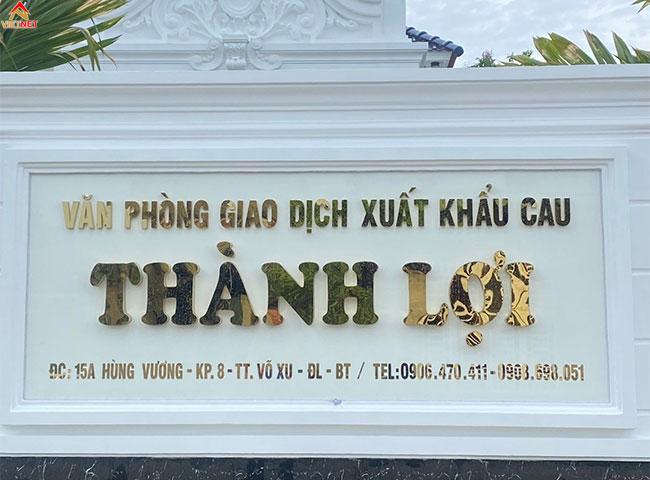 VIETNET
VĂN PHÒNG GIAO DỊCH XUẤT KHẨU CAU
THÀNH LỢI
ĐC: 15A HÙNG VƯƠNG - KP. 8 - TT. VÕ XU - ĐL - BT / TEL:0906.470.411-0908.698.051